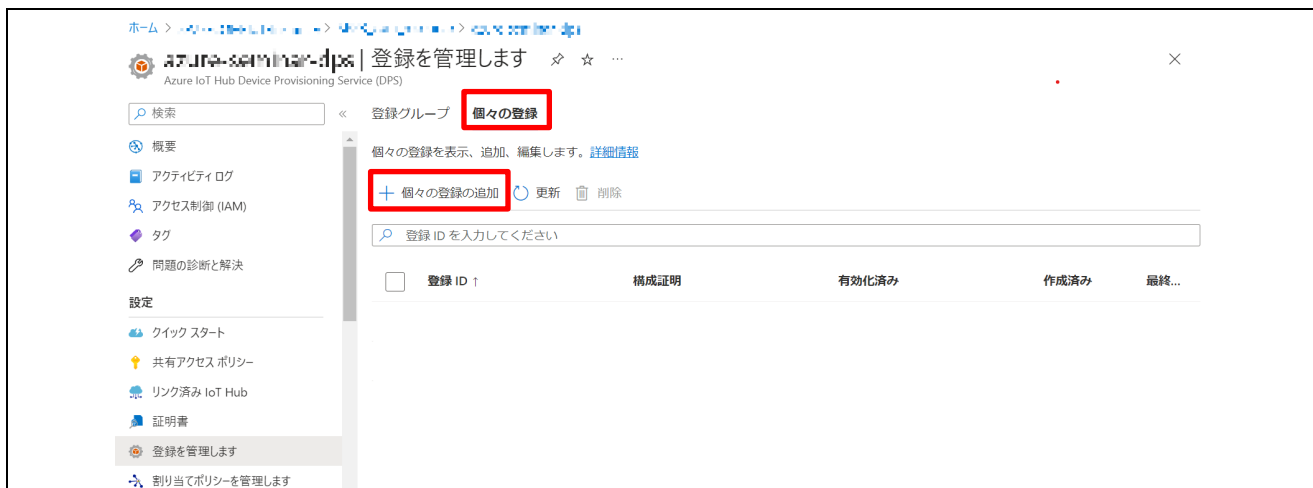 ホーム >
| 登録を管理します
Azure IoT Hub Device Provisioning Service (DPS)
検索
«
概要
アクティビティ ログ
アクセス制御 (IAM)
タグ
問題の診断と解決
設定
クイック スタート
共有アクセス ポリシー
リンク済み IoT Hub
証明書
登録を管理します
割り当てポリシーを管理します
登録グループ 個々の登録
個々の登録を表示、追加、編集します。詳細情報
+ 個々の登録の追加 更新 削除
登録 ID を入力してください
登録 ID ↑ 構成証明 有効化済み 作成済み 最終...